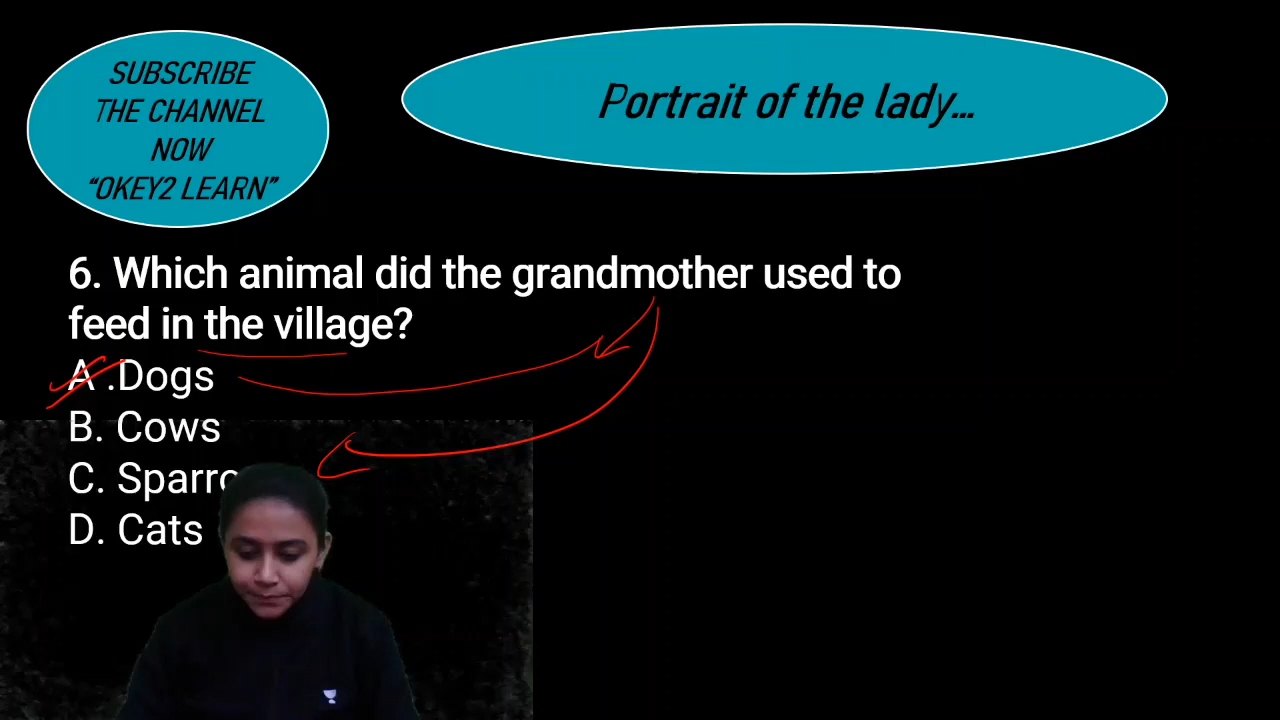 SUBSCRIBE
THE CHANNEL
NOW
“OKEY2 LEARN”
Portrait of the lady...
6. Which animal did the grandmother used to
feed in the village?
A .Dogs
B. Cows
C.
D. Cats